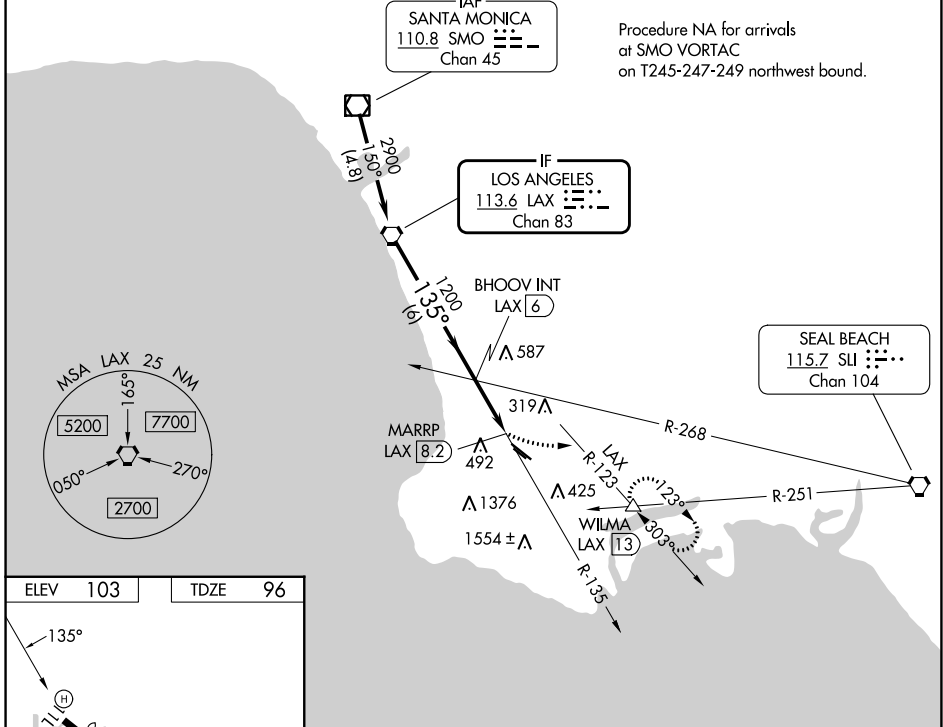 IAF
SANTA MONICA
110.8 SMO
Chan 45
Procedure NA for arrivals
at SMO VORTAC
on T245-247-249 northwest bound.
2900
150°
(4.8)
IF
LOS ANGELES
113.6 LAX
Chan 83
1200
135°
(6)
BHOOV INT
LAX 6
587
SEAL BEACH
115.7 SLI
Chan 104
MSA LAX 25 NM
165°
5200
7700
050°
270°
2700
319
R-268
MARRP
LAX 8.2
492
LAX
R-123
1376
425
123°
R-251
1554 ±
WILMA
LAX 13
303°
R-135
ELEV 103
TDZE 96
135°
H
11L